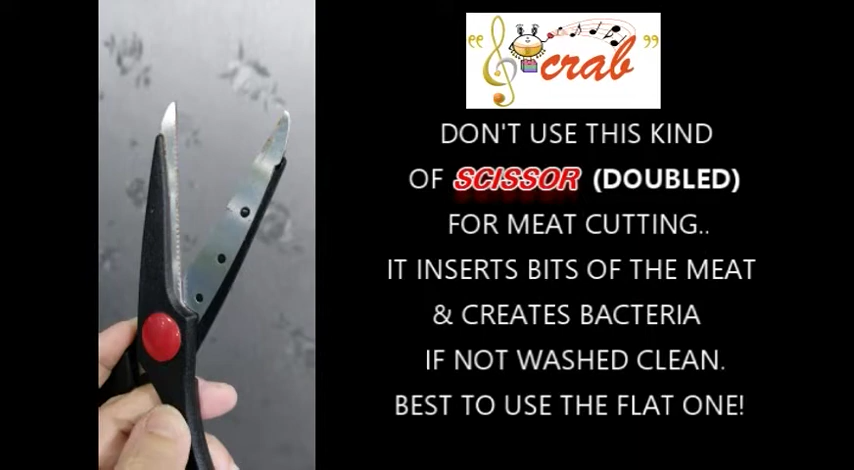 “ crab ”
DON'T USE THIS KIND
OF SCISSOR (DOUBLED)
FOR MEAT CUTTING..
IT INSERTS BITS OF THE MEAT
& CREATES BACTERIA
IF NOT WASHED CLEAN.
BEST TO USE THE FLAT ONE!